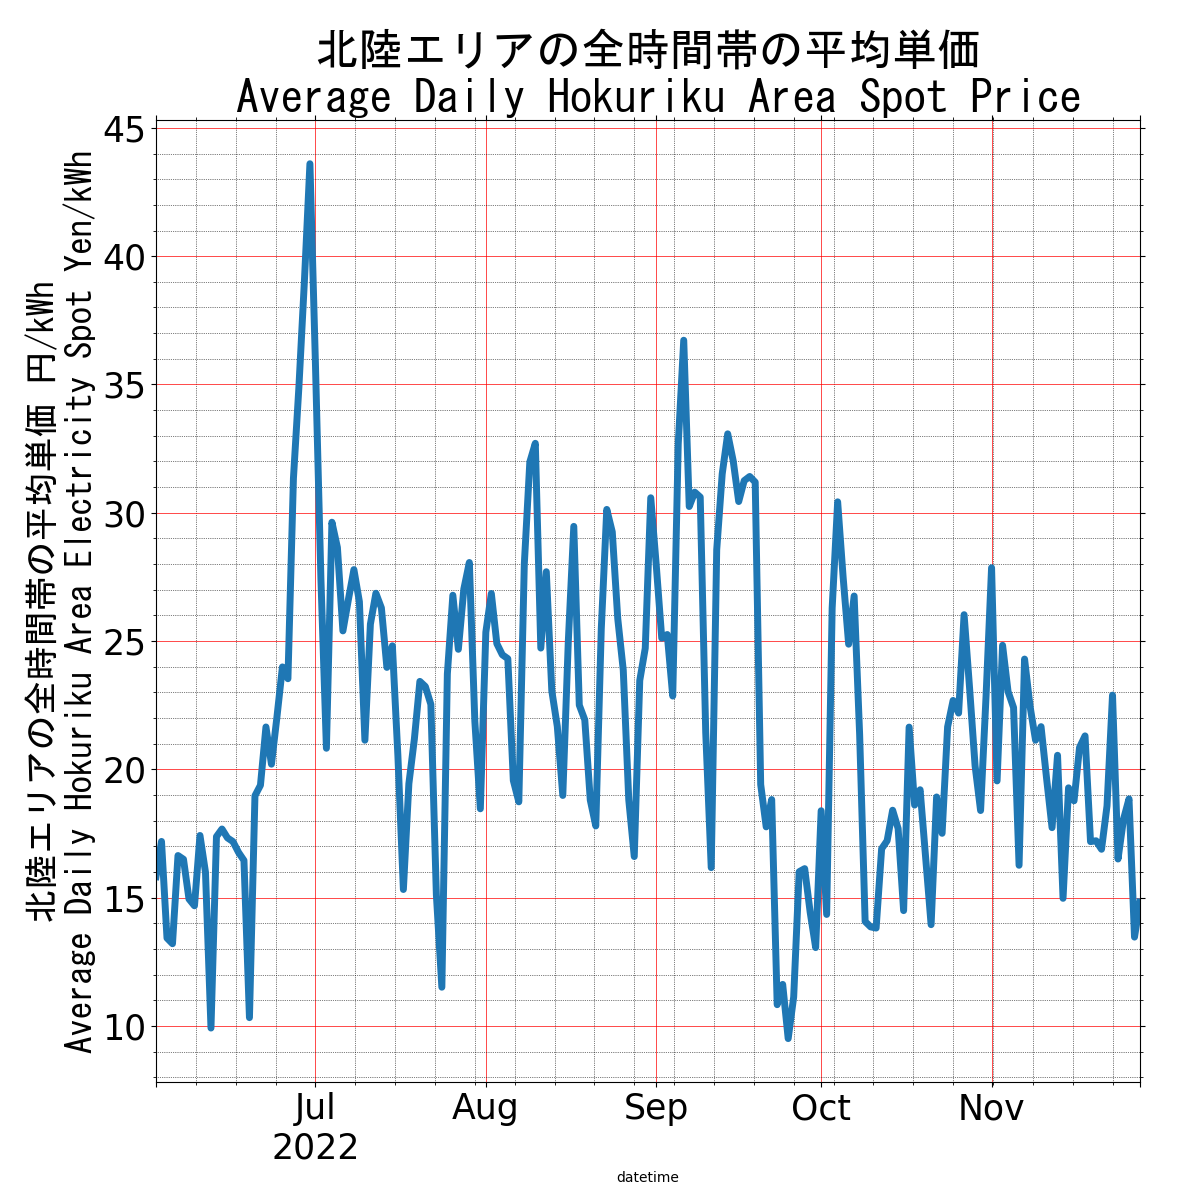 北陸エリアの全時間帯の平均単価
Average Daily Hokuriku Area Spot Price
北陸エリアの全時間帯の平均単価 円/kWh
Average Daily Hokuriku Area Electricity Spot Yen/kWh
45
40
35
30
25
20
15
10
Jul
2022
Aug
Sep
Oct
Nov
datetime